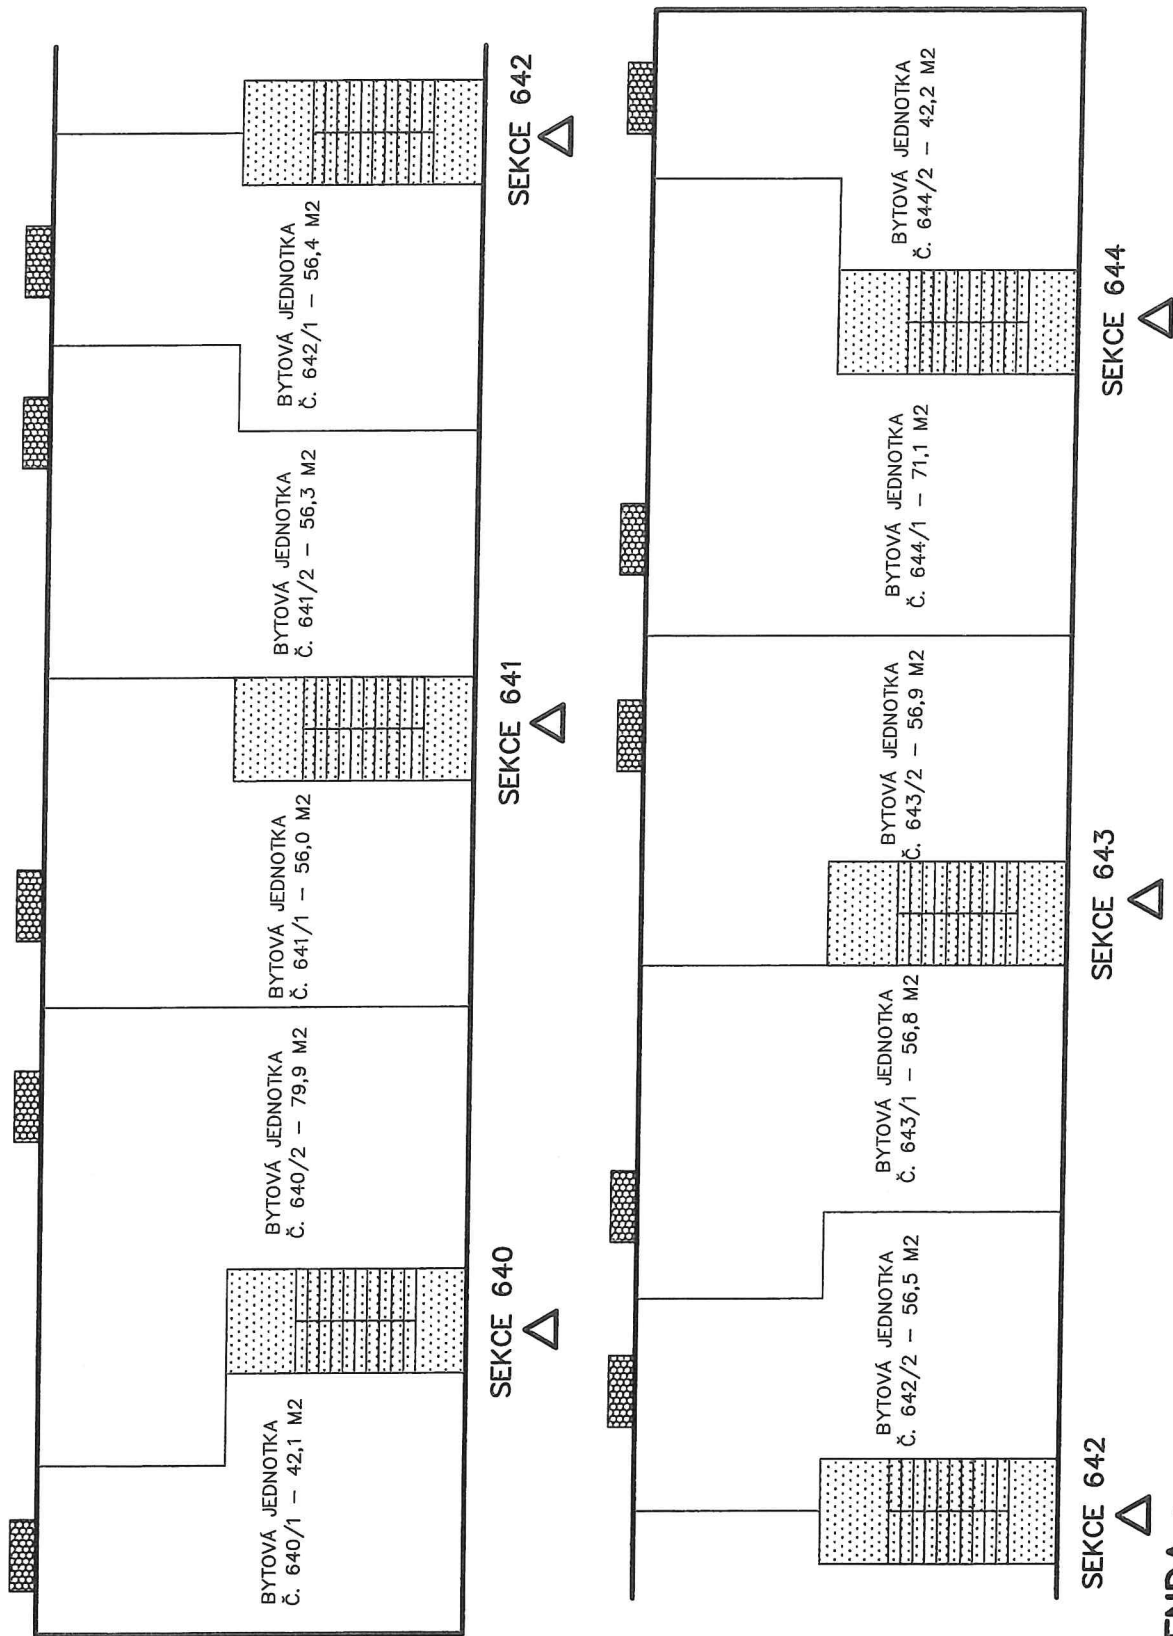 BYTOVÁ JEDNOTKA
Č. 640/1 – 42,1 M2
SEKCE 640
BYTOVÁ JEDNOTKA
Č. 640/2 – 79,9 M2
BYTOVÁ JEDNOTKA
Č. 641/1 – 56,0 M2
SEKCE 641
BYTOVÁ JEDNOTKA
Č. 641/2 – 56,3 M2
BYTOVÁ JEDNOTKA
Č. 642/1 – 56,4 M2
SEKCE 642
SEKCE 642
BYTOVÁ JEDNOTKA
Č. 642/2 – 56,5 M2
BYTOVÁ JEDNOTKA
Č. 643/1 – 56,8 M2
SEKCE 643
BYTOVÁ JEDNOTKA
Č. 643/2 – 56,9 M2
BYTOVÁ JEDNOTKA
Č. 644/1 – 71,1 M2
SEKCE 644
BYTOVÁ JEDNOTKA
Č. 644/2 – 42,2 M2